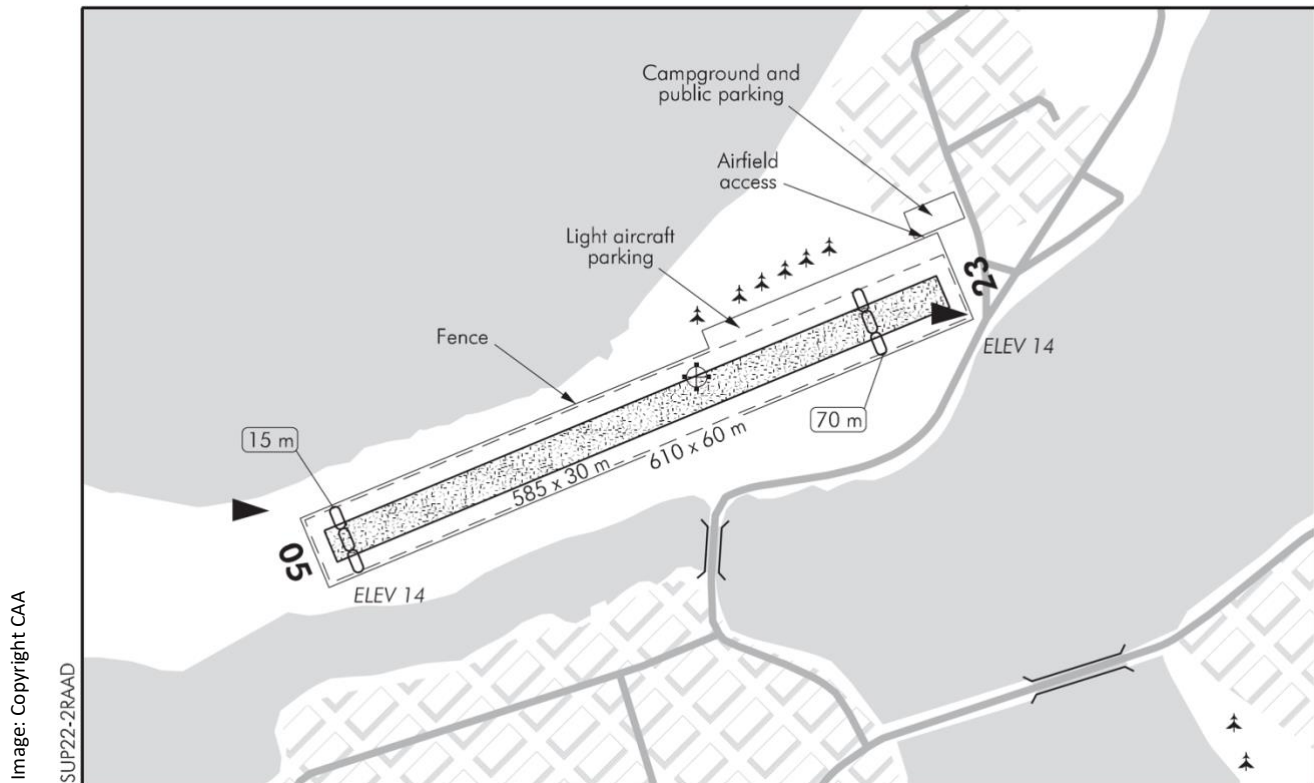 Campground and
public parking
Airfield
access
Light aircraft
parking
23
Fence
ELEV 14
15 m
70 m
610 x 60 m
585 x 30 m
05
ELEV 14
Image: Copyright CAA
SUP22-2RAAD